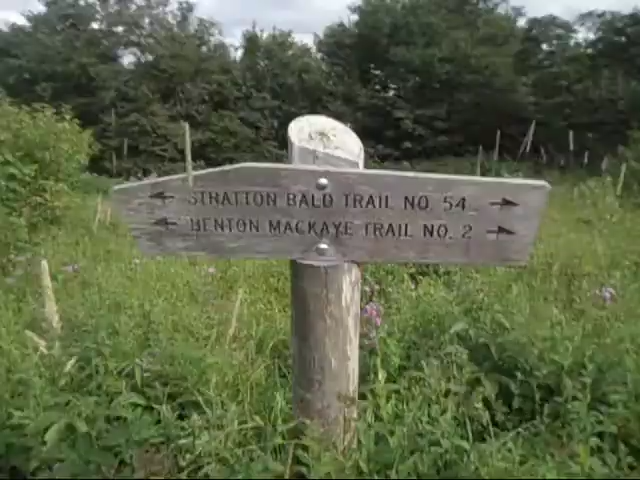 ← STRATTON BALD TRAIL NO. 54 →
← BENTON MACKAYE TRAIL NO. 2 →